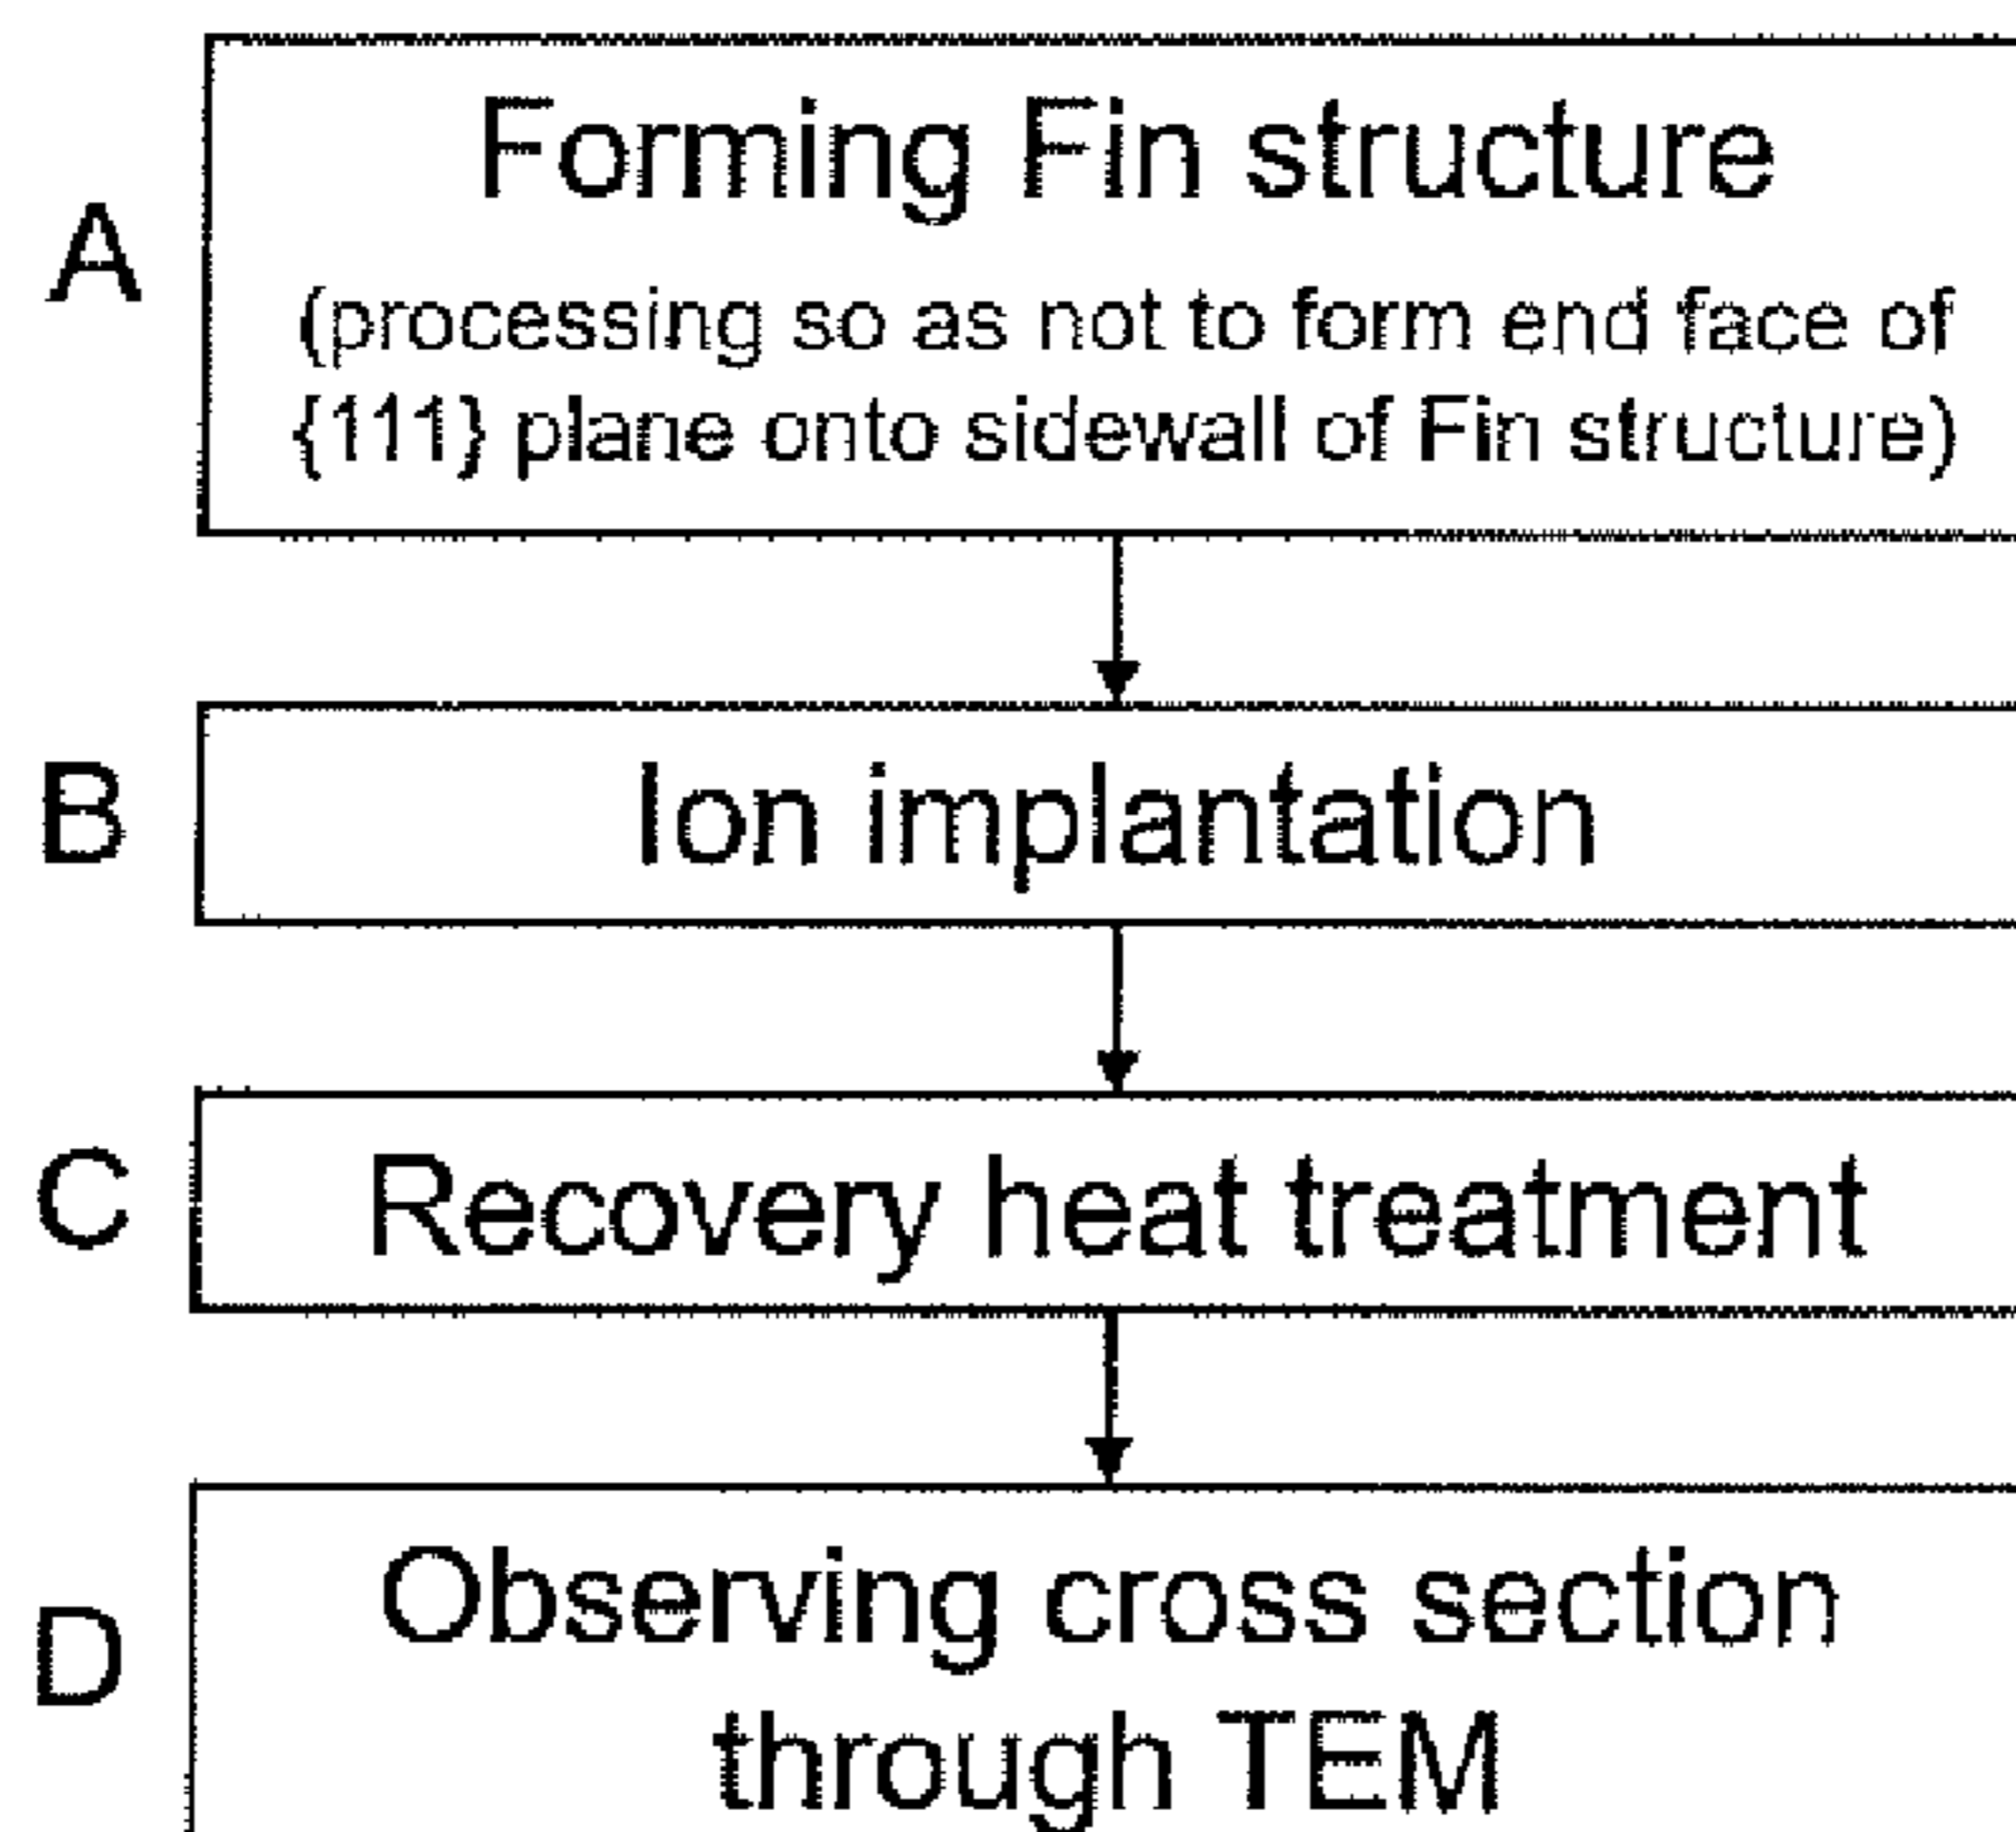 A
Forming Fin structure
(processing so as not to form end face of
{111} plane onto sidewall of Fin structure)
B
Ion implantation
C
Recovery heat treatment
D
Observing cross section
through TEM